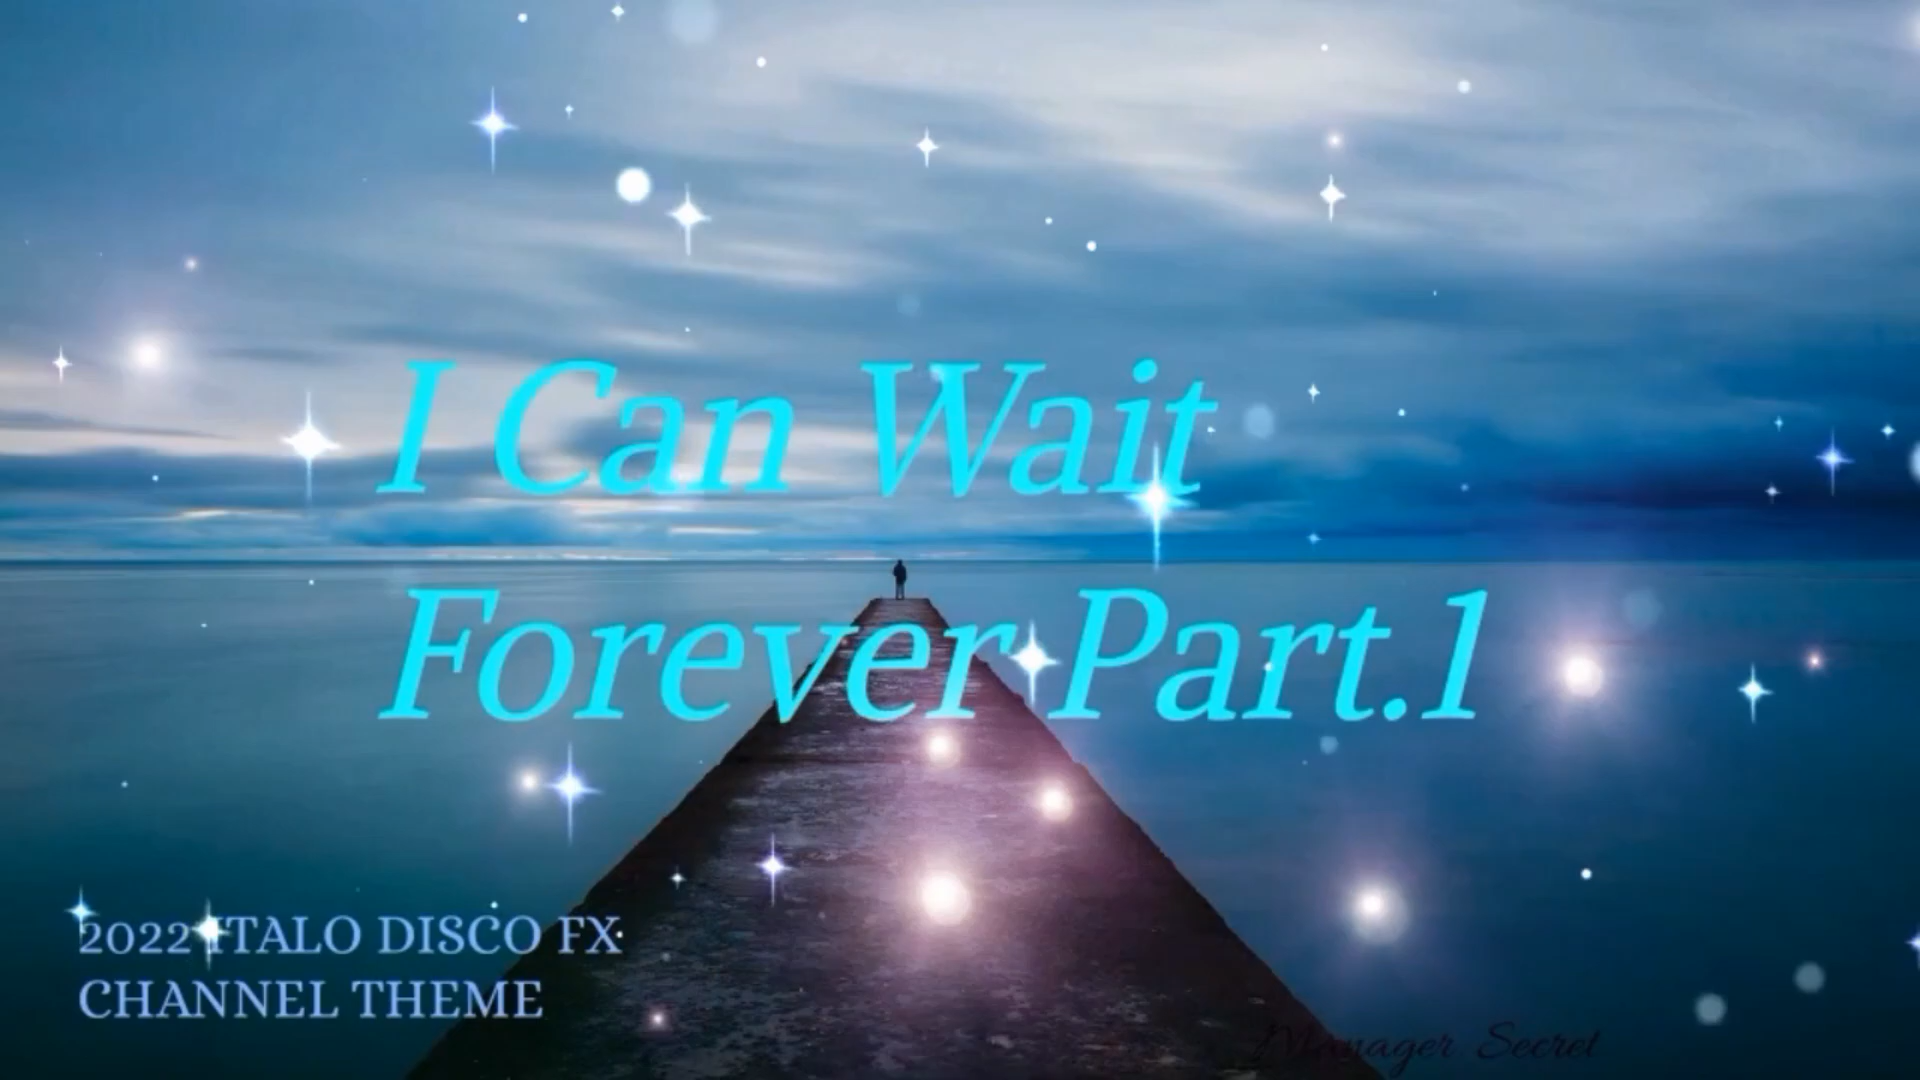 I Can Wait
Forever Part.1
2022 ITALO DISCO FX
CHANNEL THEME
Manager Secret